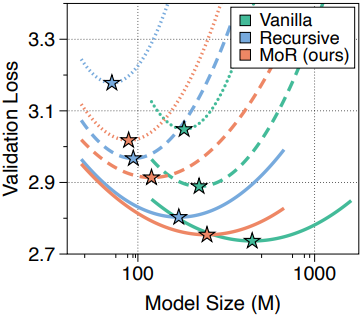 3.3
3.1
2.9
2.7
Validation Loss
100
1000
Model Size (M)
Vanilla
Recursive
MoR (ours)